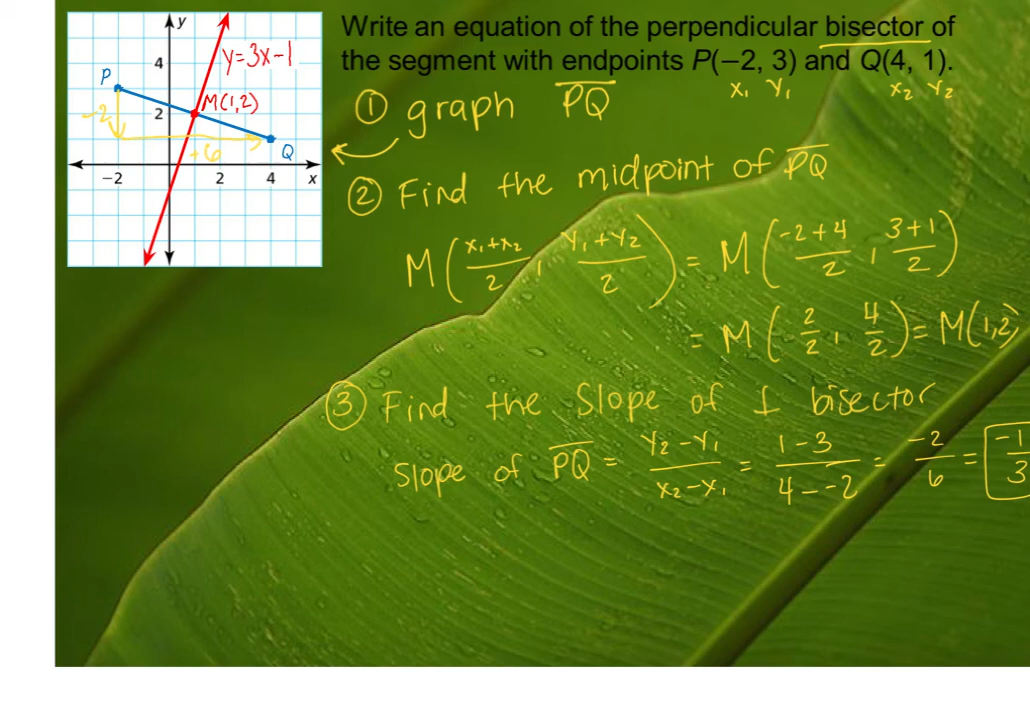 Write an equation of the perpendicular bisector of
the segment with endpoints P(−2, 3) and Q(4, 1).
x₁ y₁ x₂ y₂
y
4
2
−2
2
4
x
P
Q
y=3x−1
M(1,2)
−2
+6
① graph P̅Q̅
② Find the midpoint of P̅Q̅
M(x₁+x₂/2, y₁+y₂/2) = M(-2+4/2, 3+1/2)
= M(2/2, 4/2) = M(1,2)
③ Find the Slope of ⊥ bisector
Slope of P̅Q̅ = y₂−y₁/x₂−x₁ = 1−3/4−−2 = −2/6 = −1/3